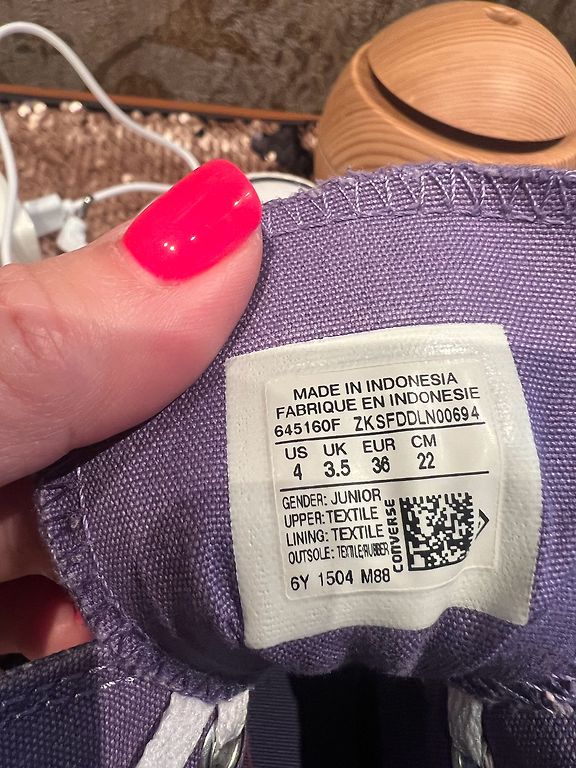 MADE IN INDONESIA
FABRIQUE EN INDONESIE
645160F ZKSFDDLN00694
US UK EUR CM
4 3.5 36 22
GENDER: JUNIOR
UPPER: TEXTILE
LINING: TEXTILE
OUTSOLE: TEXTILE/RUBBER
CONVERSE
6Y 1504 M88